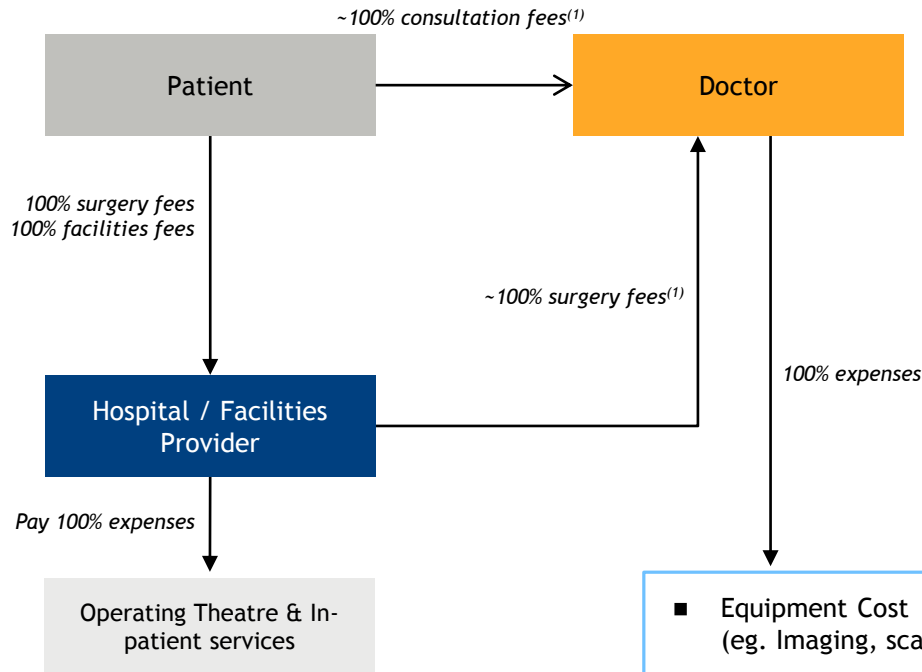 ~100% consultation fees(1)
Patient
Doctor
100% surgery fees
100% facilities fees
~100% surgery fees(1)
100% expenses
Hospital / Facilities
Provider
Pay 100% expenses
Operating Theatre & In-
patient services
■ Equipment Cost
(eg. Imaging, sca